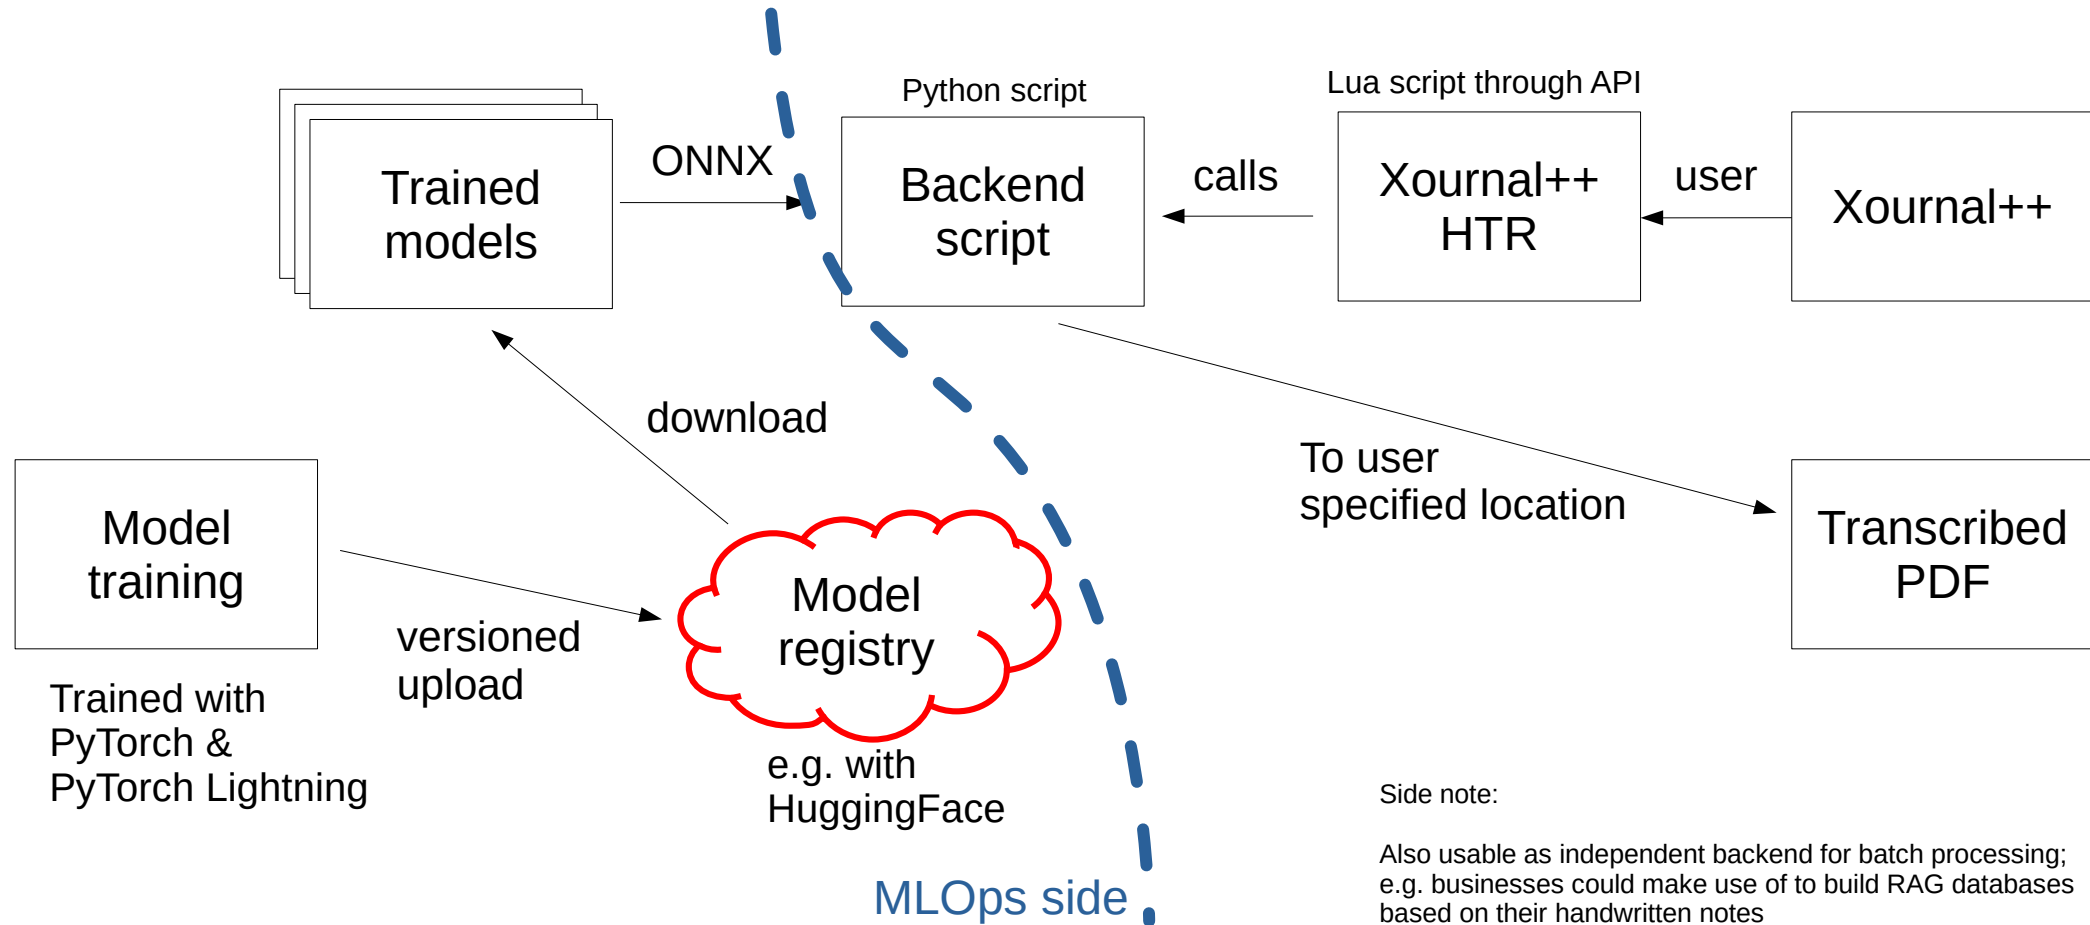 Python script
Lua script through API
Trained
models
ONNX
Backend
script
calls
Xournal++
HTR
user
Xournal++
download
To user
specified location
Model
training
versioned
upload
Model
registry
Transcribed
PDF
Trained with
PyTorch &
PyTorch Lightning
e.g. with
HuggingFace
MLOps side
Side note:
Also usable as independent backend for batch processing;
e.g. businesses could make use of to build RAG databases
based on their handwritten notes